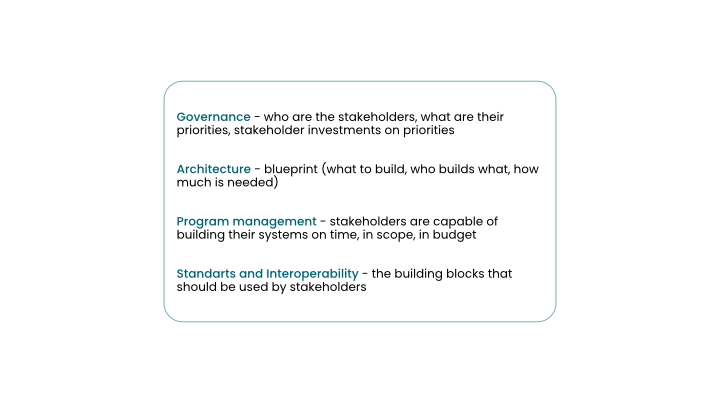 Governance - who are the stakeholders, what are their
priorities, stakeholder investments on priorities
Architecture - blueprint (what to build, who builds what, how
much is needed)
Program management - stakeholders are capable of
building their systems on time, in scope, in budget
Standarts and Interoperability - the building blocks that
should be used by stakeholders